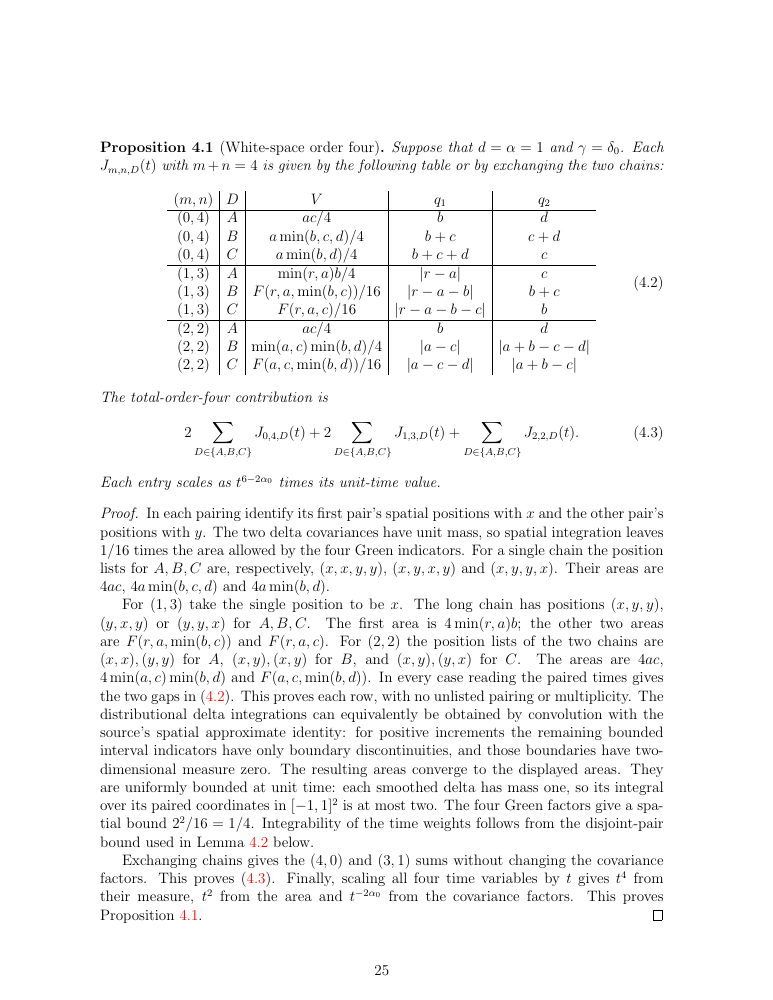 Proposition 4.1 (White-space order four). Suppose that d = α = 1 and γ = δ₀. Each
J_{m,n,D}(t) with m + n = 4 is given by the following table or by exchanging the two chains:
(m, n) D V q₁ q₂
(0, 4) A ac/4 b d
(0, 4) B a min(b, c, d)/4 b + c c + d
(0, 4) C a min(b, d)/4 b + c + d c
(1, 3) A min(r, a)b/4 |r − a| c
(1, 3) B F(r, a, min(b, c))/16 |r − a − b| b + c
(1, 3) C F(r, a, c)/16 |r − a − b − c| b
(2, 2) A ac/4 b d
(2, 2) B min(a, c) min(b, d)/4 |a − c| |a + b − c − d|
(2, 2) C F(a, c, min(b, d))/16 |a − c − d| |a + b − c|
(4.2)
The total-order-four contribution is
2 ∑_{D∈{A,B,C}} J_{0,4,D}(t) + 2 ∑_{D∈{A,B,C}} J_{1,3,D}(t) + ∑_{D∈{A,B,C}} J_{2,2,D}(t). (4.3)
Each entry scales as t^{6−2α₀} times its unit-time value.
Proof. In each pairing identify its first pair's spatial positions with x and the other pair's
positions with y. The two delta covariances have unit mass, so spatial integration leaves
1/16 times the area allowed by the four Green indicators. For a single chain the position
lists for A, B, C are, respectively, (x, x, y, y), (x, y, x, y) and (x, y, y, x). Their areas are
4ac, 4a min(b, c, d) and 4a min(b, d).
For (1, 3) take the single position to be x. The long chain has positions (x, y, y),
(y, x, y) or (y, y, x) for A, B, C. The first area is 4 min(r, a)b; the other two areas
are F(r, a, min(b, c)) and F(r, a, c). For (2, 2) the position lists of the two chains are
(x, x), (y, y) for A, (x, y), (x, y) for B, and (x, y), (y, x) for C. The areas are 4ac,
4 min(a, c) min(b, d) and F(a, c, min(b, d)). In every case reading the paired times gives
the two gaps in (4.2). This proves each row, with no unlisted pairing or multiplicity. The
distributional delta integrations can equivalently be obtained by convolution with the
source's spatial approximate identity: for positive increments the remaining bounded
interval indicators have only boundary discontinuities, and those boundaries have two-
dimensional measure zero. The resulting areas converge to the displayed areas. They
are uniformly bounded at unit time: each smoothed delta has mass one, so its integral
over its paired coordinates in [−1, 1]² is at most two. The four Green factors give a spa-
tial bound 2²/16 = 1/4. Integrability of the time weights follows from the disjoint-pair
bound used in Lemma 4.2 below.
Exchanging chains gives the (4, 0) and (3, 1) sums without changing the covariance
factors. This proves (4.3). Finally, scaling all four time variables by t gives t⁴ from
their measure, t² from the area and t^{−2α₀} from the covariance factors. This proves
Proposition 4.1. □
25